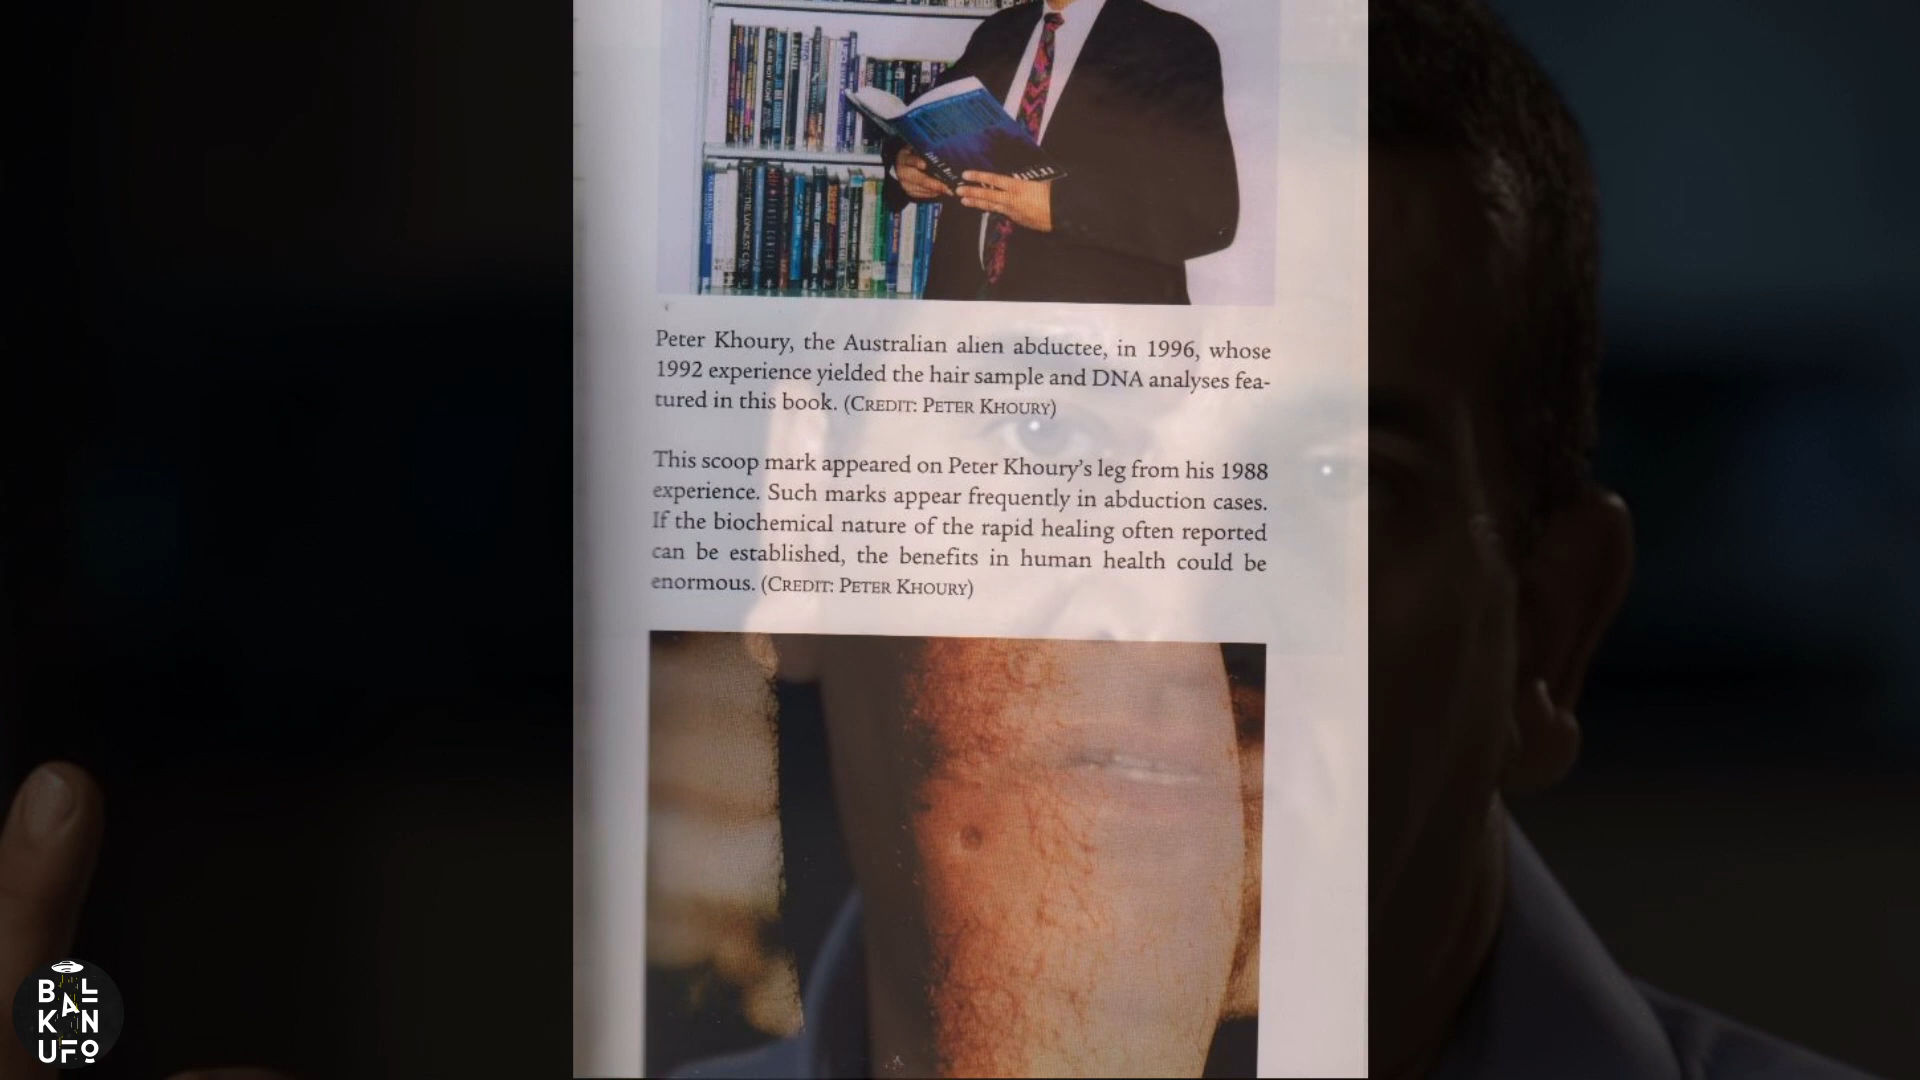 Peter Khoury, the Australian alien abductee, in 1996, whose
1992 experience yielded the hair sample and DNA analyses fea-
tured in this book. (CREDIT: PETER KHOURY)
This scoop mark appeared on Peter Khoury's leg from his 1988
experience. Such marks appear frequently in abduction cases.
If the biochemical nature of the rapid healing often reported
can be established, the benefits in human health could be
enormous. (CREDIT: PETER KHOURY)
BAL
KAN
UFO